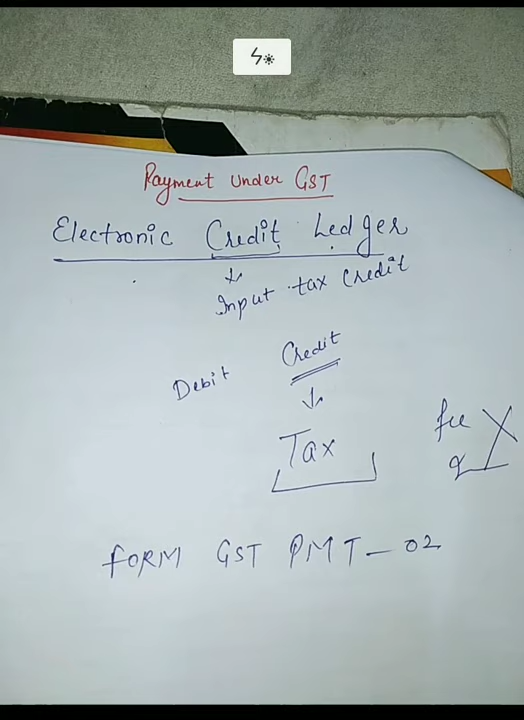 Payment Under GST
Electronic Credit Ledger
Input tax credit
Debit Credit
Tax
fee
FORM GST PMT-02